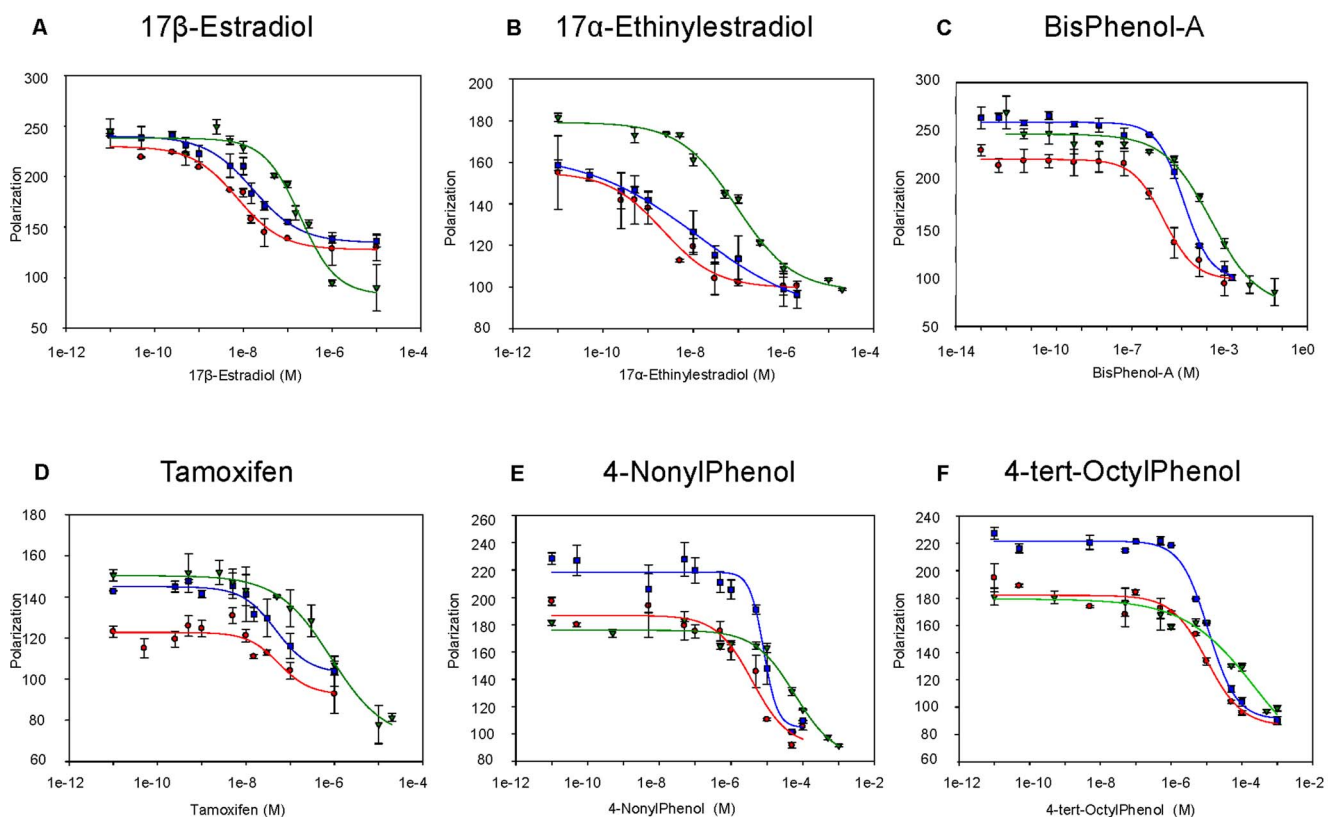 A 17β-Estradiol
B 17α-Ethinylestradiol
C BisPhenol-A
300
250
200
150
100
50
Polarization
1e-12 1e-10 1e-8 1e-6 1e-4
17β-Estradiol (M)
200
180
160
140
120
100
80
Polarization
1e-12 1e-10 1e-8 1e-6 1e-4
17α-Ethinylestradiol (M)
300
250
200
150
100
50
Polarization
1e-14 1e-10 1e-7 1e-3 1e0
BisPhenol-A (M)
D Tamoxifen
E 4-NonylPhenol
F 4-tert-OctylPhenol
180
160
140
120
100
80
60
Polarization
1e-12 1e-10 1e-8 1e-6 1e-4
Tamoxifen (M)
260
240
220
200
180
160
140
120
100
80
Polarization
1e-12 1e-10 1e-8 1e-6 1e-4 1e-2
4-NonylPhenol (M)
240
220
200
180
160
140
120
100
80
60
Polarization
1e-12 1e-10 1e-8 1e-6 1e-4 1e-2
4-tert-OctylPhenol (M)